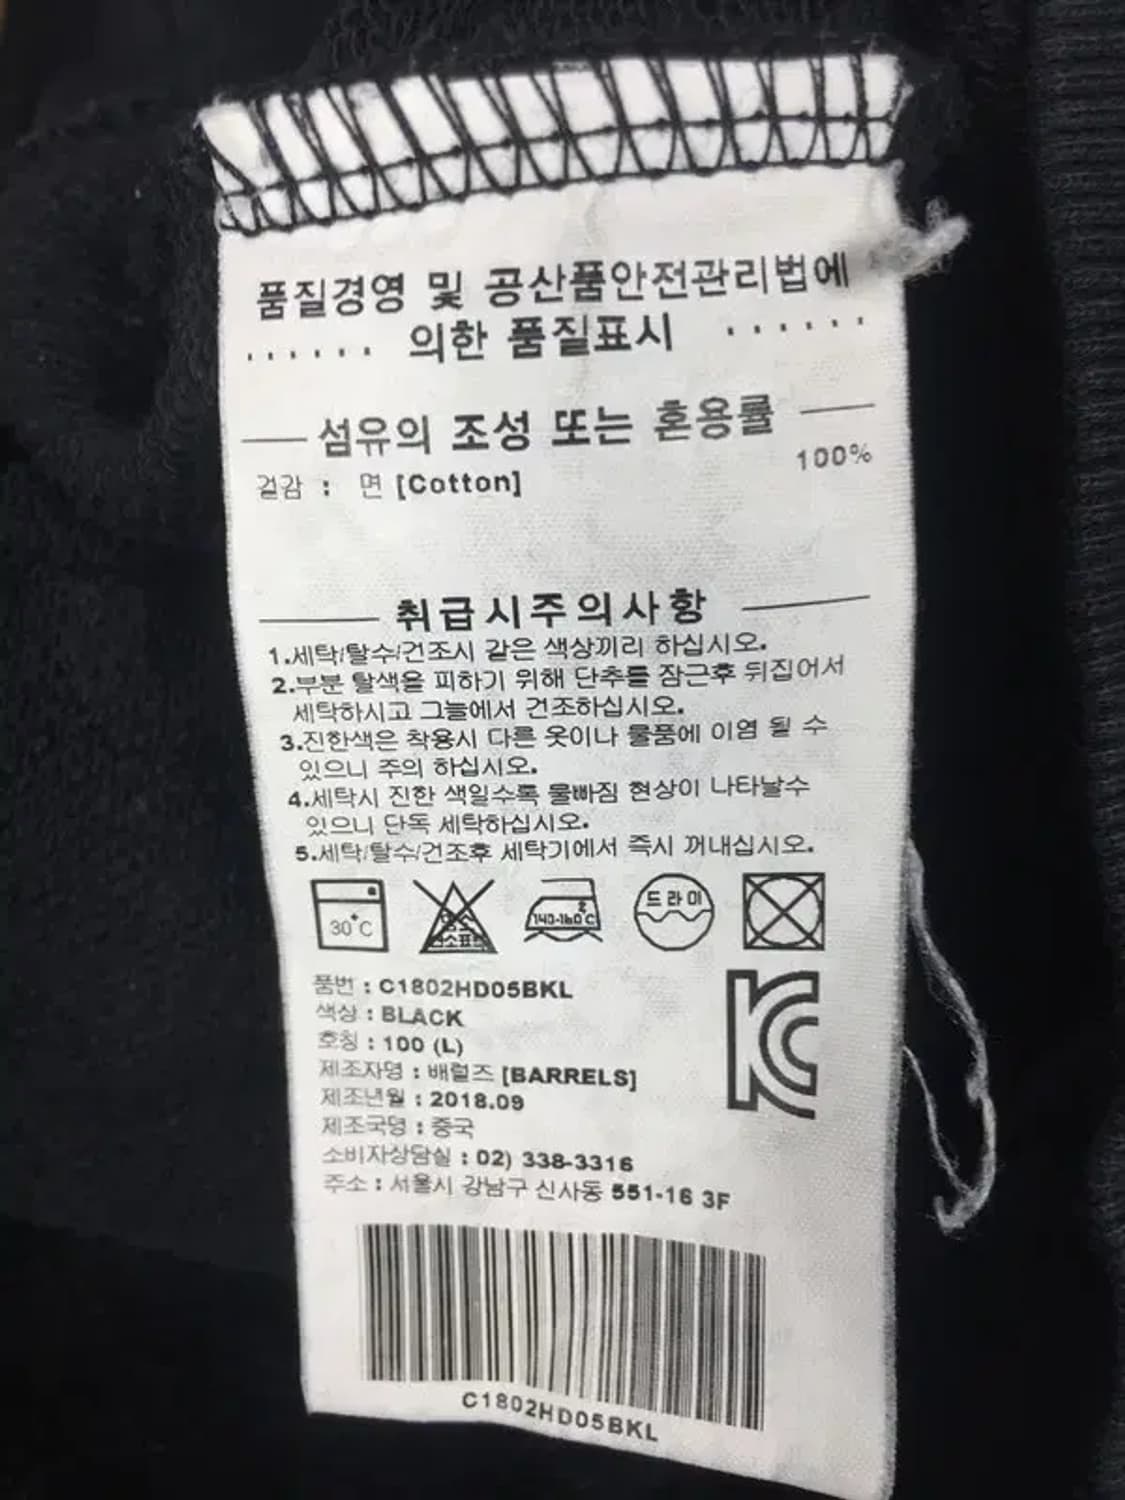 품질경영 및 공산품안전관리법에
...... 의한 품질표시 ......
섬유의 조성 또는 혼용률
겉감 : 면 [Cotton] 100%
취급시주의사항
1.세탁/탈수/건조시 같은 색상끼리 하십시오.
2.부분 탈색을 피하기 위해 단추를 잠근후 뒤집어서
세탁하시고 그늘에서 건조하십시오.
3.진한색은 착용시 다른 옷이나 물품에 이염 될 수
있으니 주의 하십시오.
4.세탁시 진한 색일수록 물빠짐 현상이 나타날수
있으니 단독 세탁하십시오.
5.세탁/탈수/건조후 세탁기에서 즉시 꺼내십시오.
30°C 140-160°C 드라이
품번 : C1802HD05BKL
색상 : BLACK
호칭 : 100 (L)
제조자명 : 배럴즈 [BARRELS]
제조년월 : 2018.09
제조국명 : 중국
소비자상담실 : 02) 338-3316
주소 : 서울시 강남구 신사동 551-16 3F
KC
C1802HD05BKL